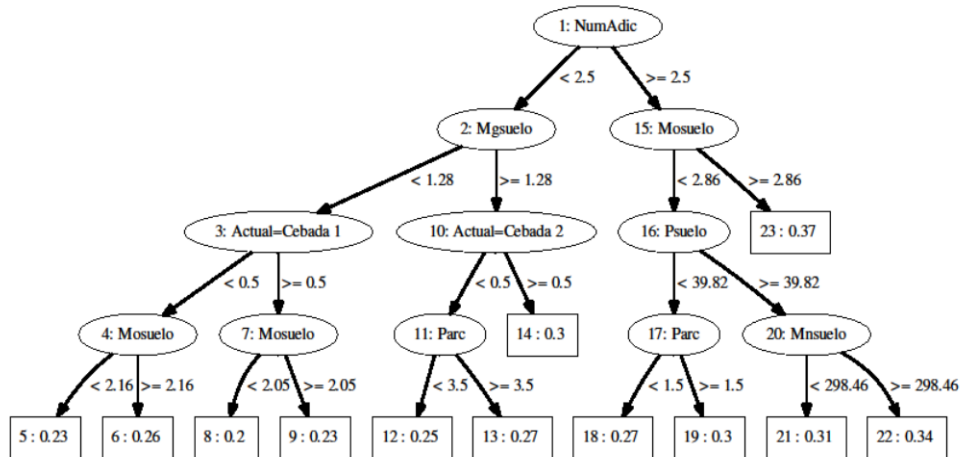 1: NumAdic
< 2.5
>= 2.5
2: Mgsuelo
15: Mosuelo
< 1.28
>= 1.28
< 2.86
>= 2.86
3: Actual=Cebada 1
10: Actual=Cebada 2
16: Psuelo
23 : 0.37
< 0.5
>= 0.5
< 0.5
>= 0.5
< 39.82
>= 39.82
4: Mosuelo
7: Mosuelo
11: Parc
14 : 0.3
17: Parc
20: Mnsuelo
< 2.16
>= 2.16
< 2.05
>= 2.05
< 3.5
>= 3.5
< 1.5
>= 1.5
< 298.46
>= 298.46
5 : 0.23
6 : 0.26
8 : 0.2
9 : 0.23
12 : 0.25
13 : 0.27
18 : 0.27
19 : 0.3
21 : 0.31
22 : 0.34